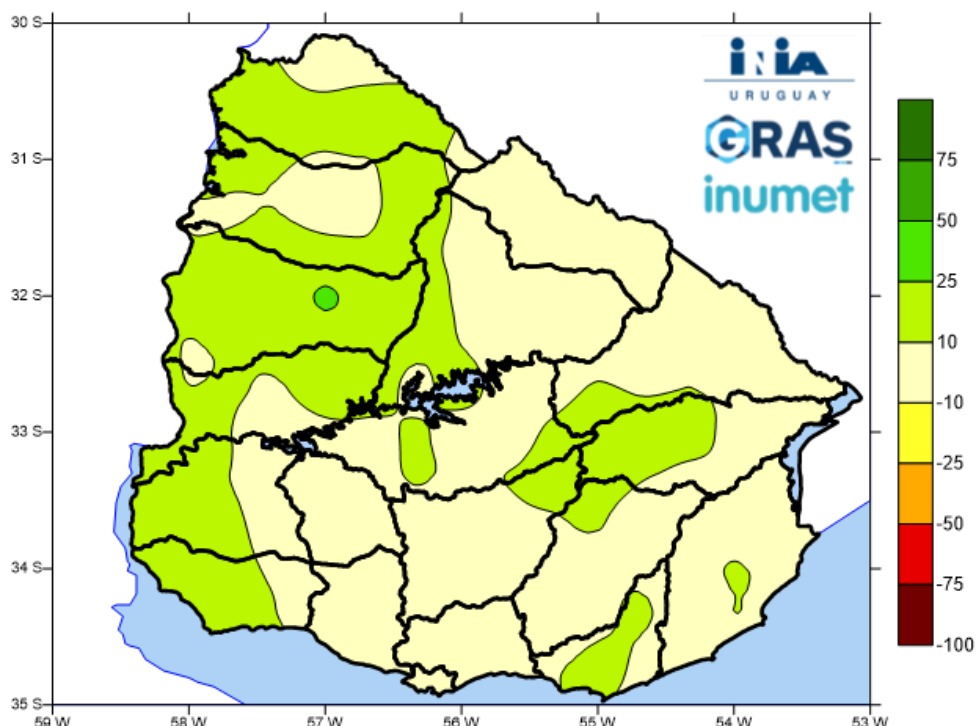 30 S
31 S
32 S
33 S
34 S
35 S
59 W
58 W
57 W
56 W
55 W
54 W
53 W
iNiA
URUGUAY
GRAS
inumet
75
50
25
10
-10
-25
-50
-75
-100